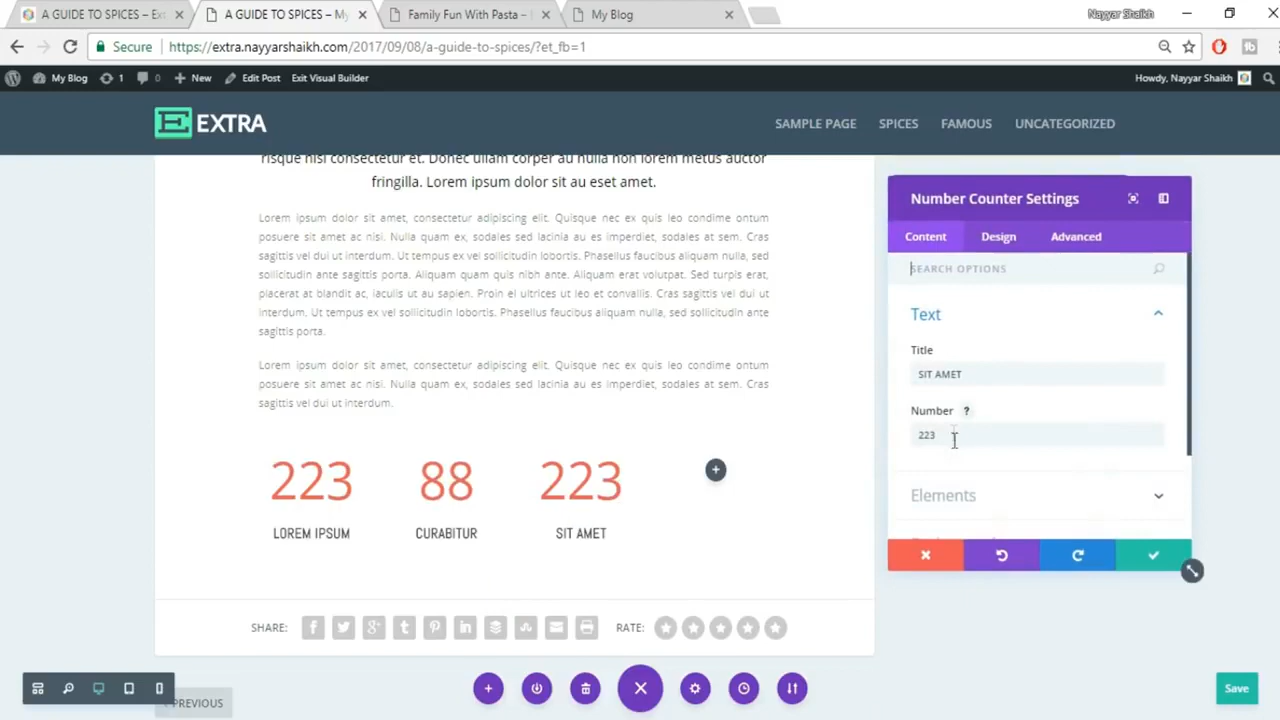 A GUIDE TO SPICES – Ext
A GUIDE TO SPICES – My
Family Fun With Pasta –
My Blog
Nayyar Shaikh
Secure
https://extra.nayyarshaikh.com/2017/09/08/a-guide-to-spices/?et_fb=1
My Blog 1 0 New Edit Post Exit Visual Builder
Howdy, Nayyar Shaikh
EXTRA
SAMPLE PAGE SPICES FAMOUS UNCATEGORIZED
risque nisl consectetur et. Donec ullam corper au nulla non lorem metus auctor
fringilla. Lorem ipsum dolor sit au eset amet.
Lorem ipsum dolor sit amet, consectetur adipiscing elit. Quisque nec ex quis leo condime ontum
posuere sit amet ac nisi. Nulla quam ex, sodales sed lacinia au es imperdiet, sodales at sem. Cras
sagittis vel dui ut interdum. Ut tempus ex vel sollicitudin lobortis. Phasellus faucibus aliquam nulla, sed
sollicitudin ante sagittis porta. Aliquam quam quis nibh ante. Aliquam erat volutpat. Sed turpis erat,
placerat at blandit ac, iaculis ut au sapien. Proin el ultrices ut leo et convallis. Cras sagittis vel dui ut
interdum. Ut tempus ex vel sollicitudin lobortis. Phasellus faucibus aliquam nulla, sed sollicitudin ante
sagittis porta.
Lorem ipsum dolor sit amet, consectetur adipiscing elit. Quisque nec ex quis leo condime ontum
posuere sit amet ac nisi. Nulla quam ex, sodales sed lacinia au es imperdiet, sodales at sem. Cras
sagittis vel dui ut interdum.
223 88 223
LOREM IPSUM CURABITUR SIT AMET
SHARE:
RATE:
PREVIOUS
Number Counter Settings
Content Design Advanced
SEARCH OPTIONS
Text
Title
SIT AMET
Number ?
223
Elements
Save